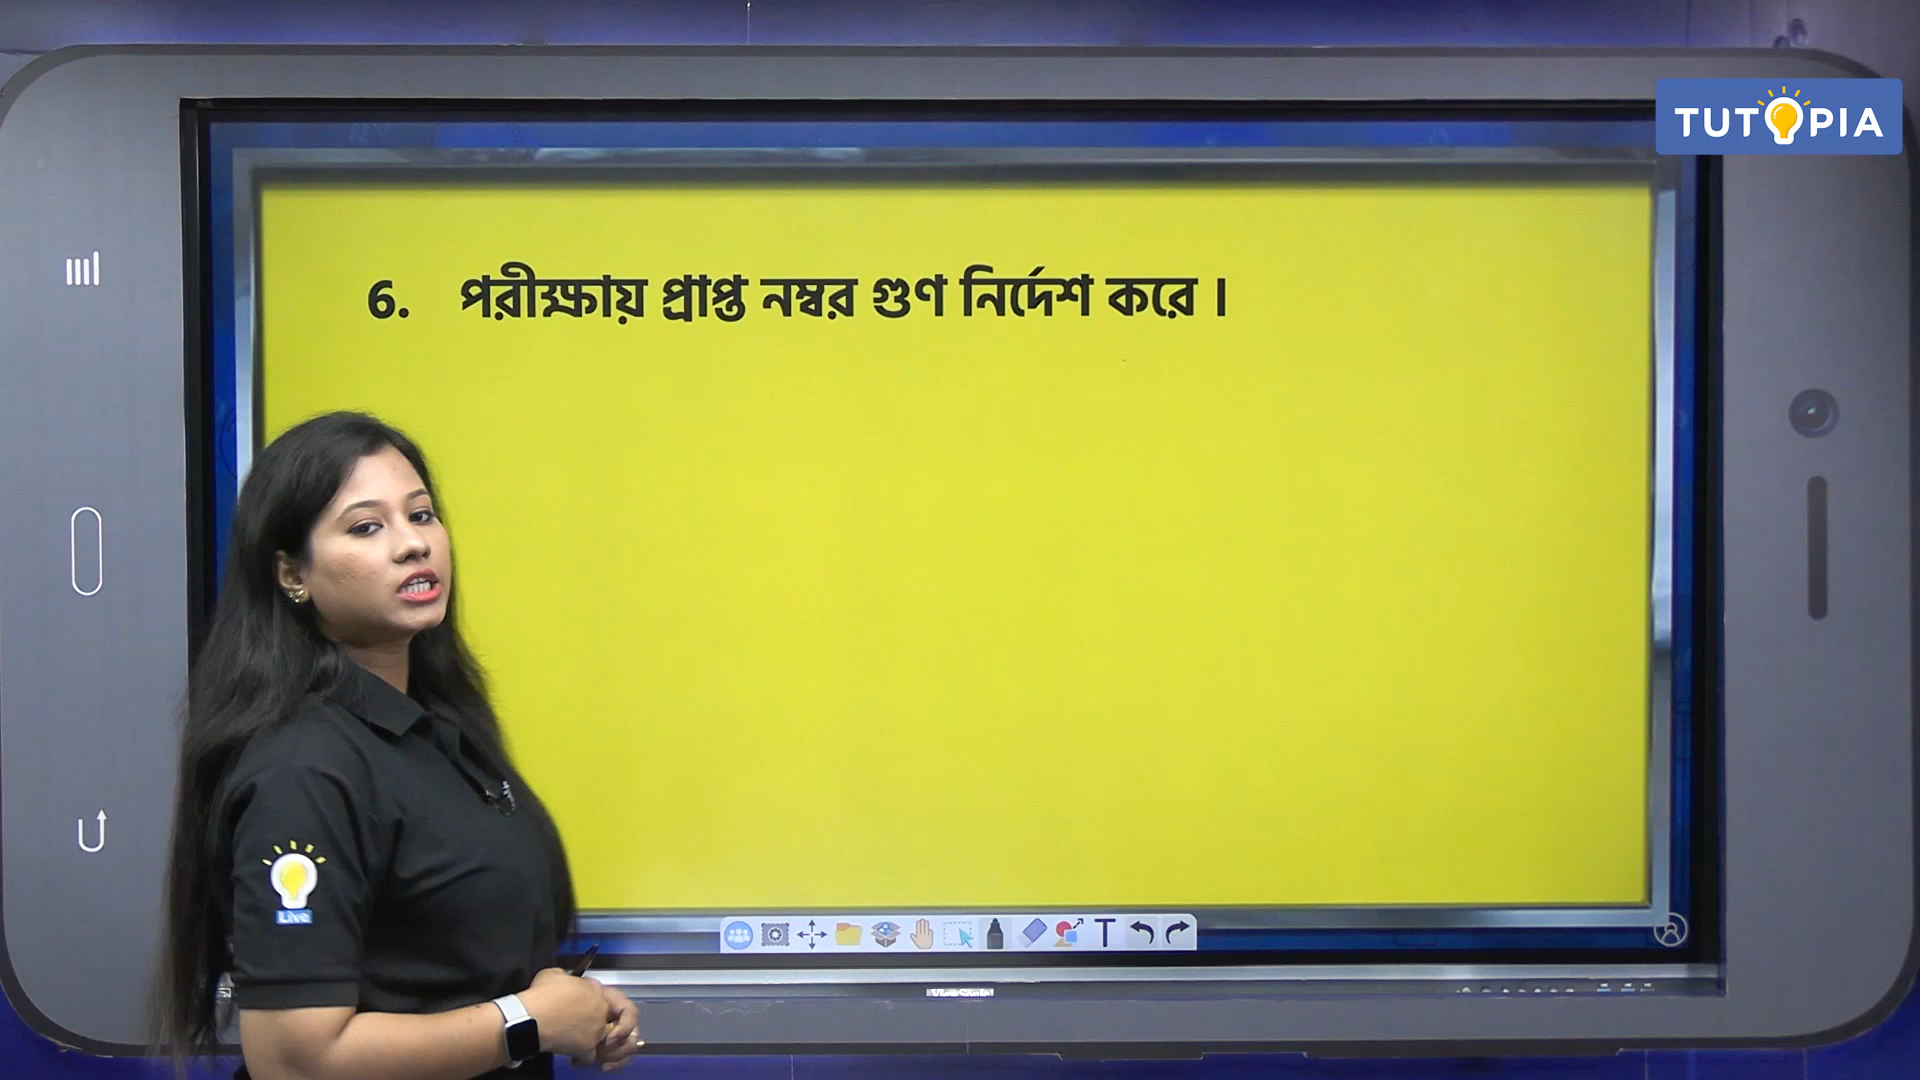 TUTOPIA
6. পরীক্ষায় প্রাপ্ত নম্বর গুণ নির্দেশ করে ।
Live
T